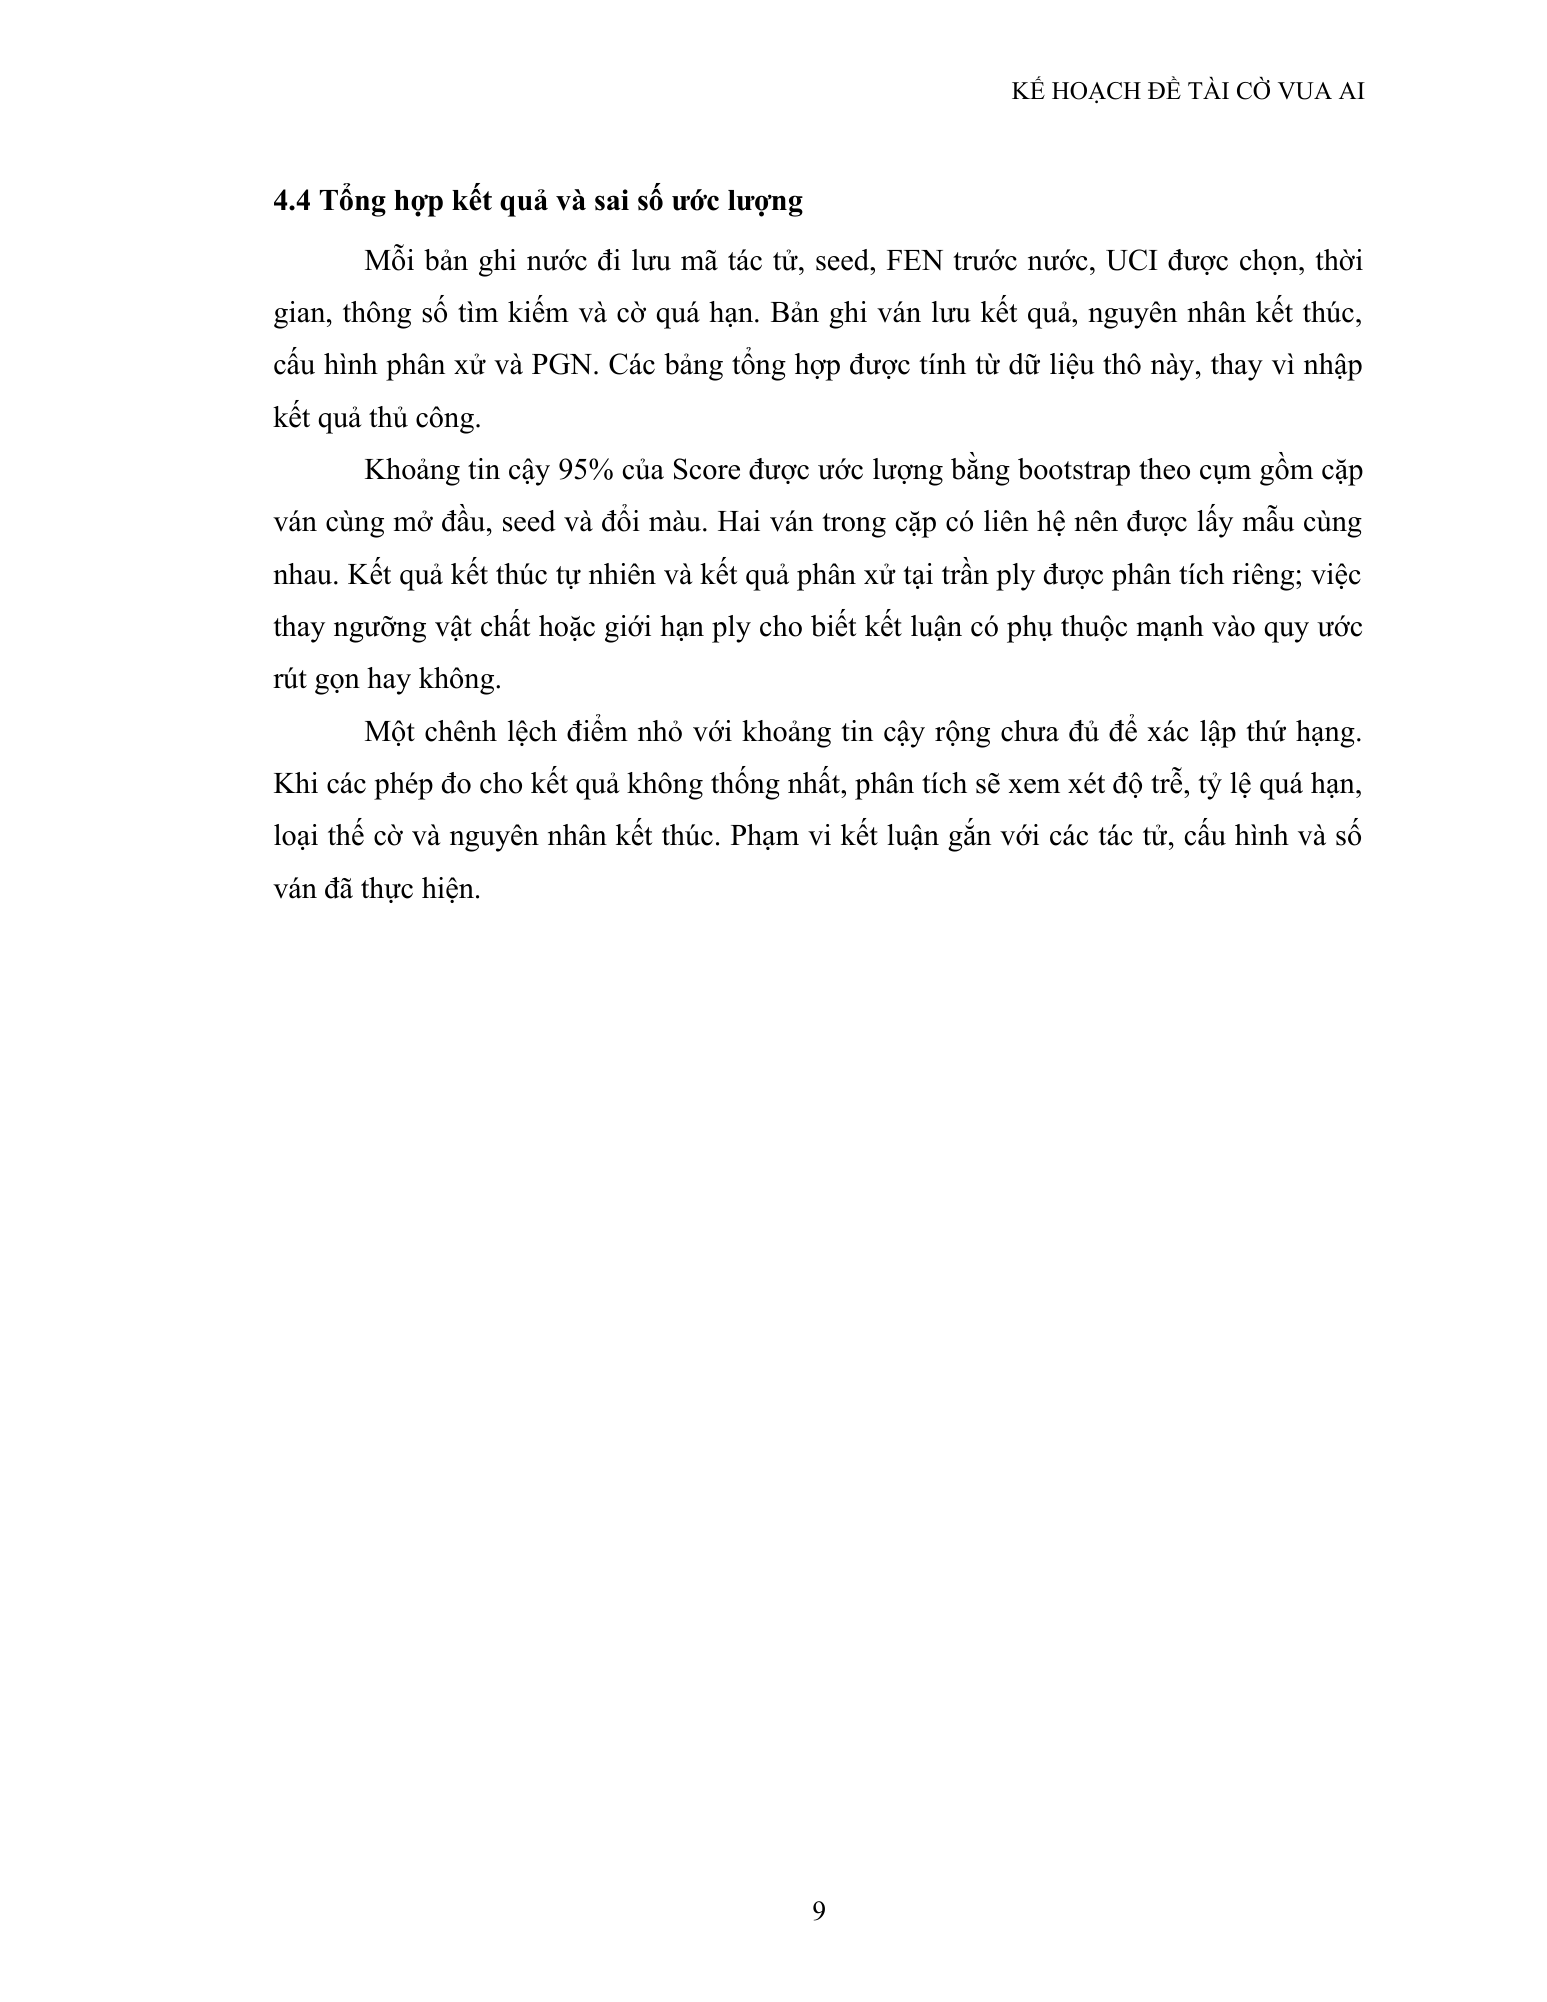 KẾ HOẠCH ĐỀ TÀI CỜ VUA AI
4.4 Tổng hợp kết quả và sai số ước lượng
Mỗi bản ghi nước đi lưu mã tác tử, seed, FEN trước nước, UCI được chọn, thời
gian, thông số tìm kiếm và cờ quá hạn. Bản ghi ván lưu kết quả, nguyên nhân kết thúc,
cấu hình phân xử và PGN. Các bảng tổng hợp được tính từ dữ liệu thô này, thay vì nhập
kết quả thủ công.
Khoảng tin cậy 95% của Score được ước lượng bằng bootstrap theo cụm gồm cặp
ván cùng mở đầu, seed và đổi màu. Hai ván trong cặp có liên hệ nên được lấy mẫu cùng
nhau. Kết quả kết thúc tự nhiên và kết quả phân xử tại trần ply được phân tích riêng; việc
thay ngưỡng vật chất hoặc giới hạn ply cho biết kết luận có phụ thuộc mạnh vào quy ước
rút gọn hay không.
Một chênh lệch điểm nhỏ với khoảng tin cậy rộng chưa đủ để xác lập thứ hạng.
Khi các phép đo cho kết quả không thống nhất, phân tích sẽ xem xét độ trễ, tỷ lệ quá hạn,
loại thế cờ và nguyên nhân kết thúc. Phạm vi kết luận gắn với các tác tử, cấu hình và số
ván đã thực hiện.
9